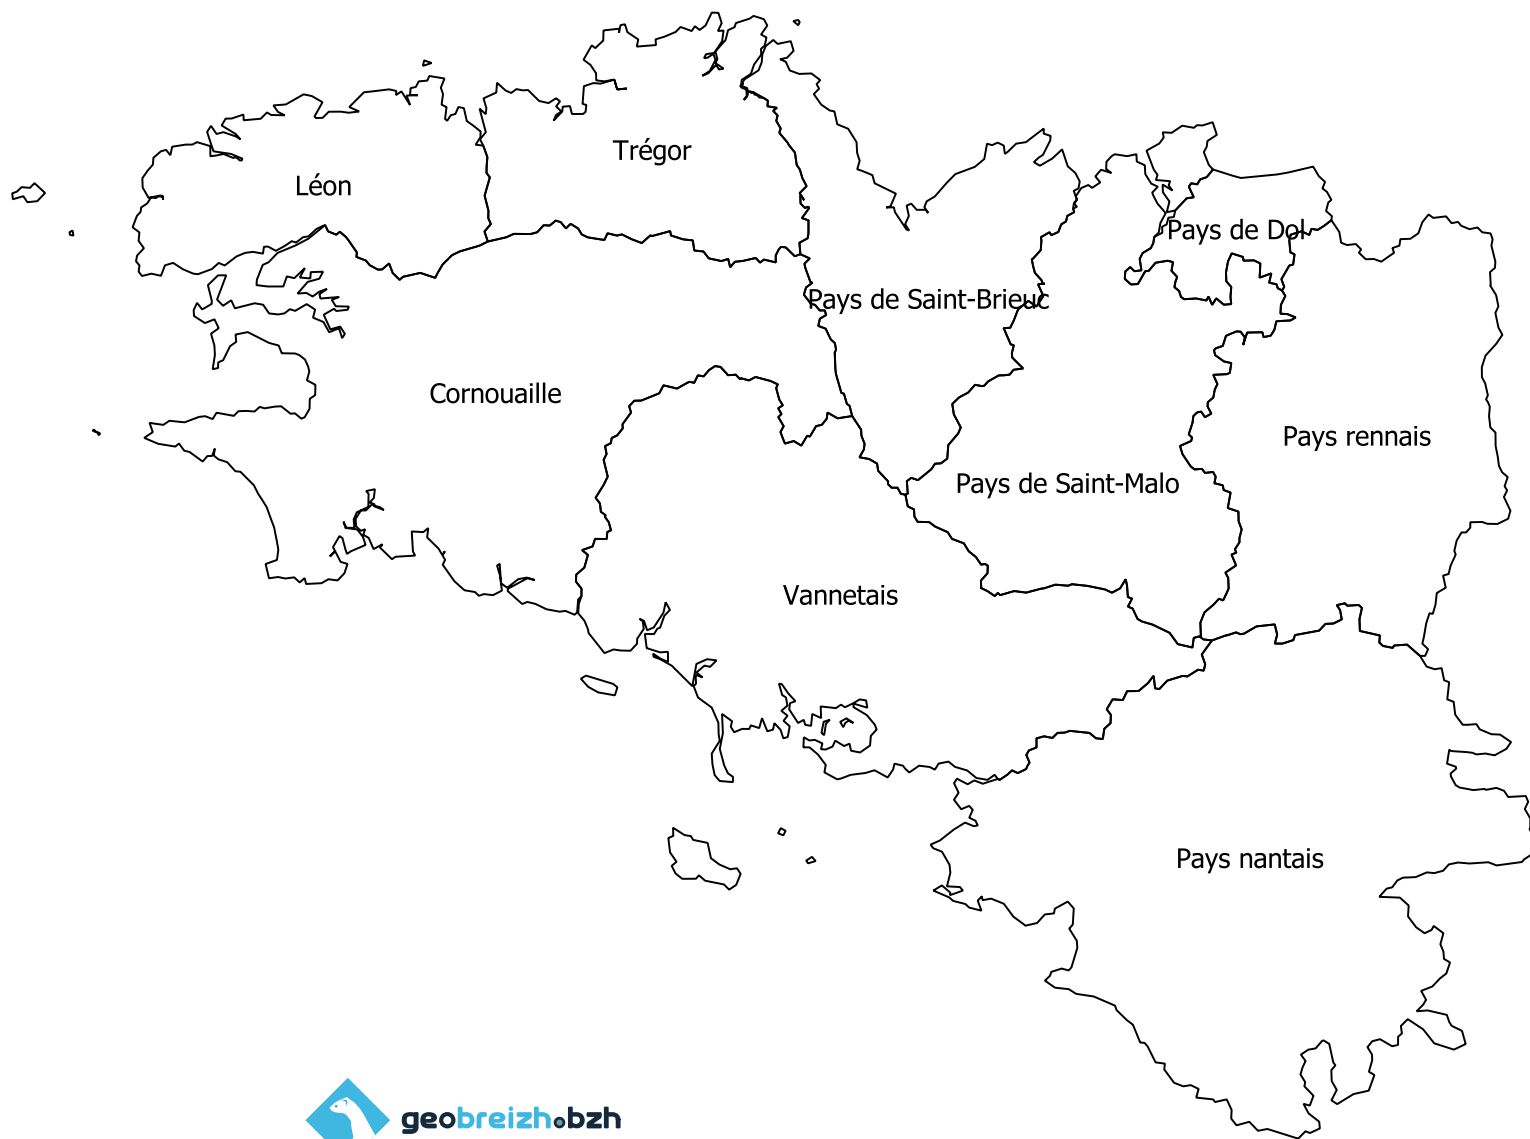 Trégor
Léon
Pays de Dol
Pays de Saint-Brieuc
Cornouaille
Pays rennais
Pays de Saint-Malo
Vannetais
Pays nantais
geobreizh.bzh